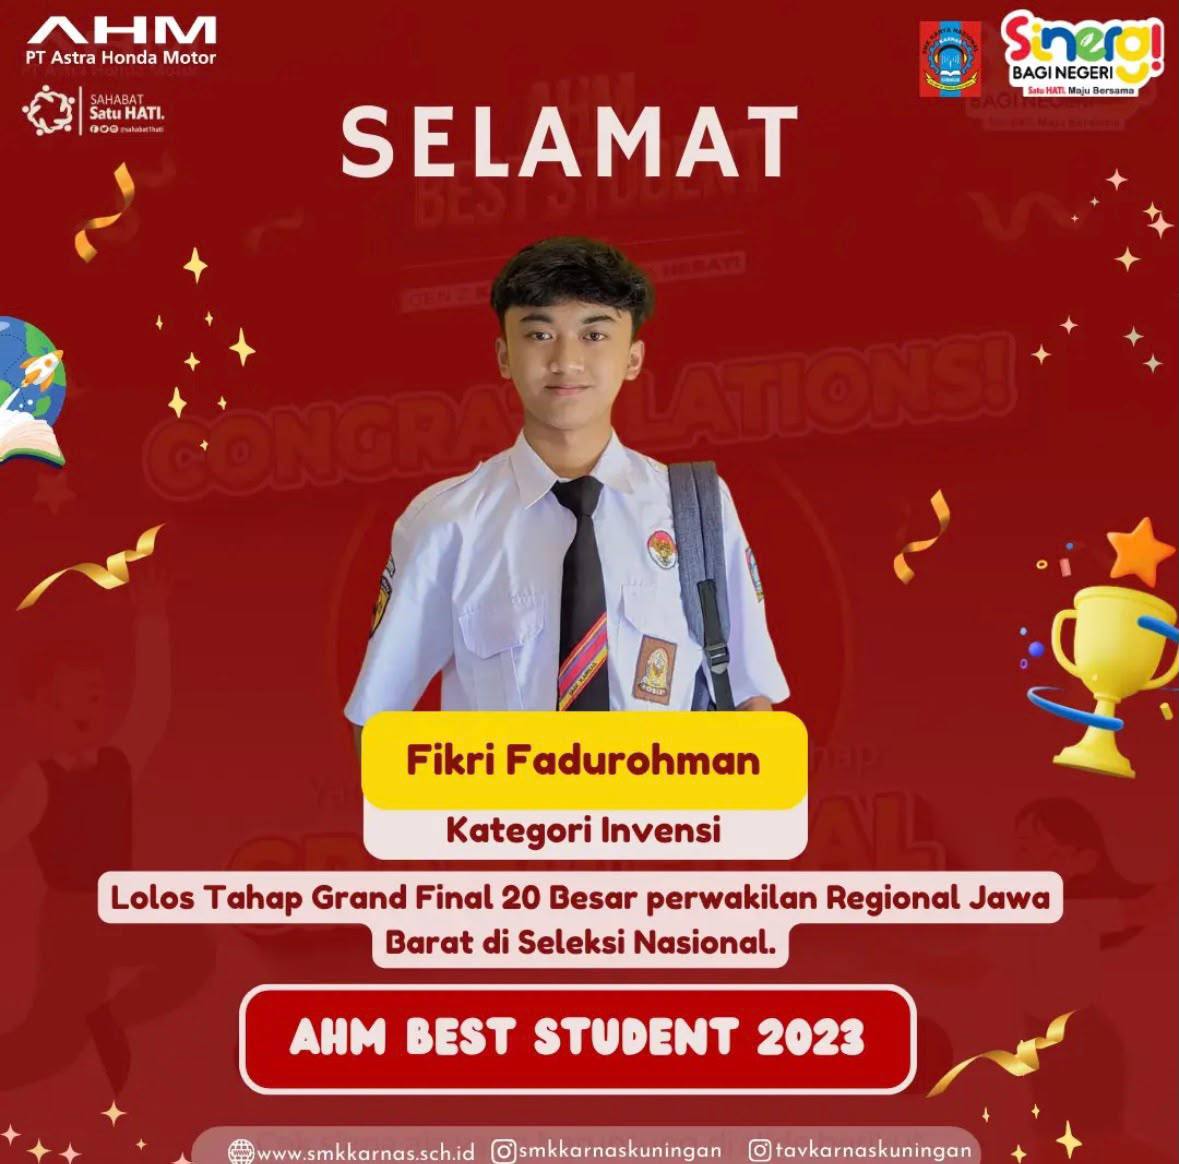 AHM
PT Astra Honda Motor
SAHABAT
Satu HATI.
Sinergi
BAGI NEGERI
Satu HATI. Maju Bersama
SELAMAT
BEST STUDENT
CONGRATULATIONS!
Fikri Fadurohman
Kategori Invensi
Lolos Tahap Grand Final 20 Besar perwakilan Regional Jawa
Barat di Seleksi Nasional.
AHM BEST STUDENT 2023
www.smkkarnas.sch.id smkkarnaskuningan tavkarnaskuningan